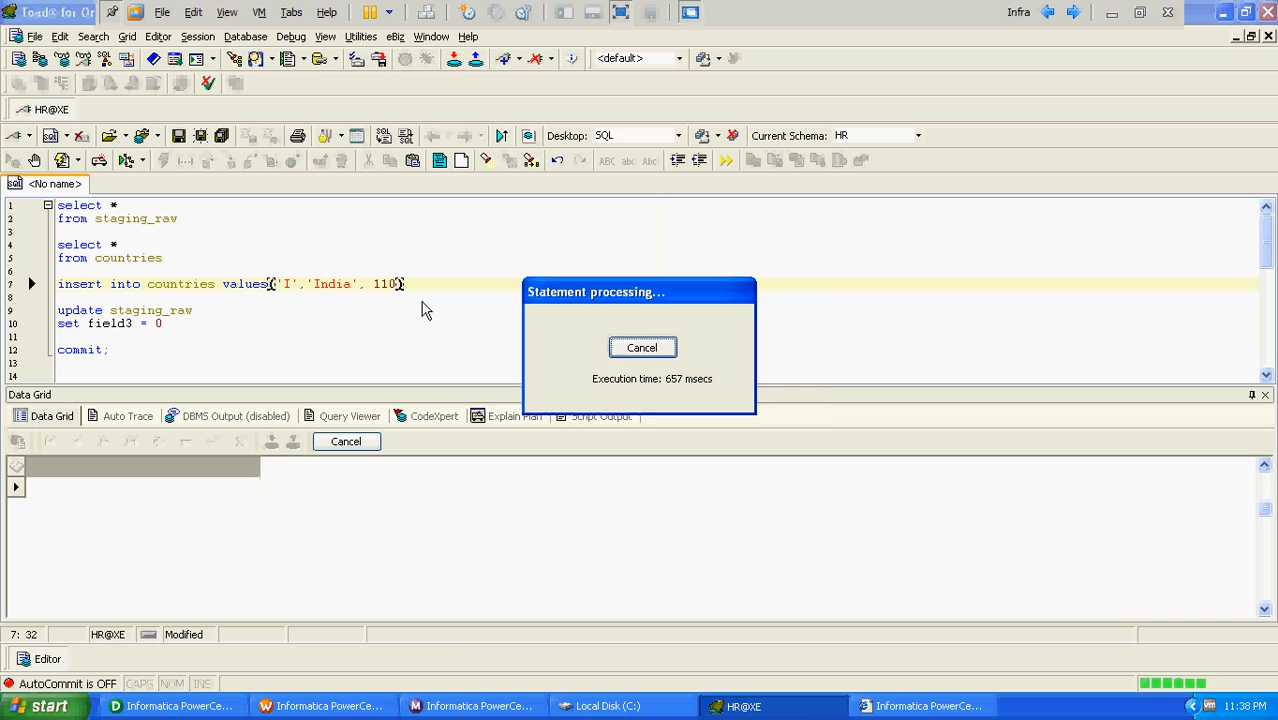 Toad® for Or
File Edit View VM Tabs Help
Infra
File Edit Search Grid Editor Session Database Debug View Utilities eBiz Window Help
<default>
HR@XE
SQL
Desktop: SQL
Current Schema: HR
ABC abc Abc
SQL <No name>
1 select *
2 from staging_raw
3
4 select *
5 from countries
6
7 insert into countries values('I','India', 110)
8
9 update staging_raw
10 set field3 = 0
11
12 commit;
13
14
Statement processing...
Cancel
Execution time: 657 msecs
Data Grid
Data Grid Auto Trace DBMS Output (disabled) Query Viewer CodeXpert Explain Plan Script Output
Cancel
7: 32 HR@XE Modified
Editor
AutoCommit is OFF CAPS NUM INS
start Informatica PowerCe... Informatica PowerCe... Informatica PowerCe... Local Disk (C:) HR@XE Informatica PowerCe... 11:38 PM